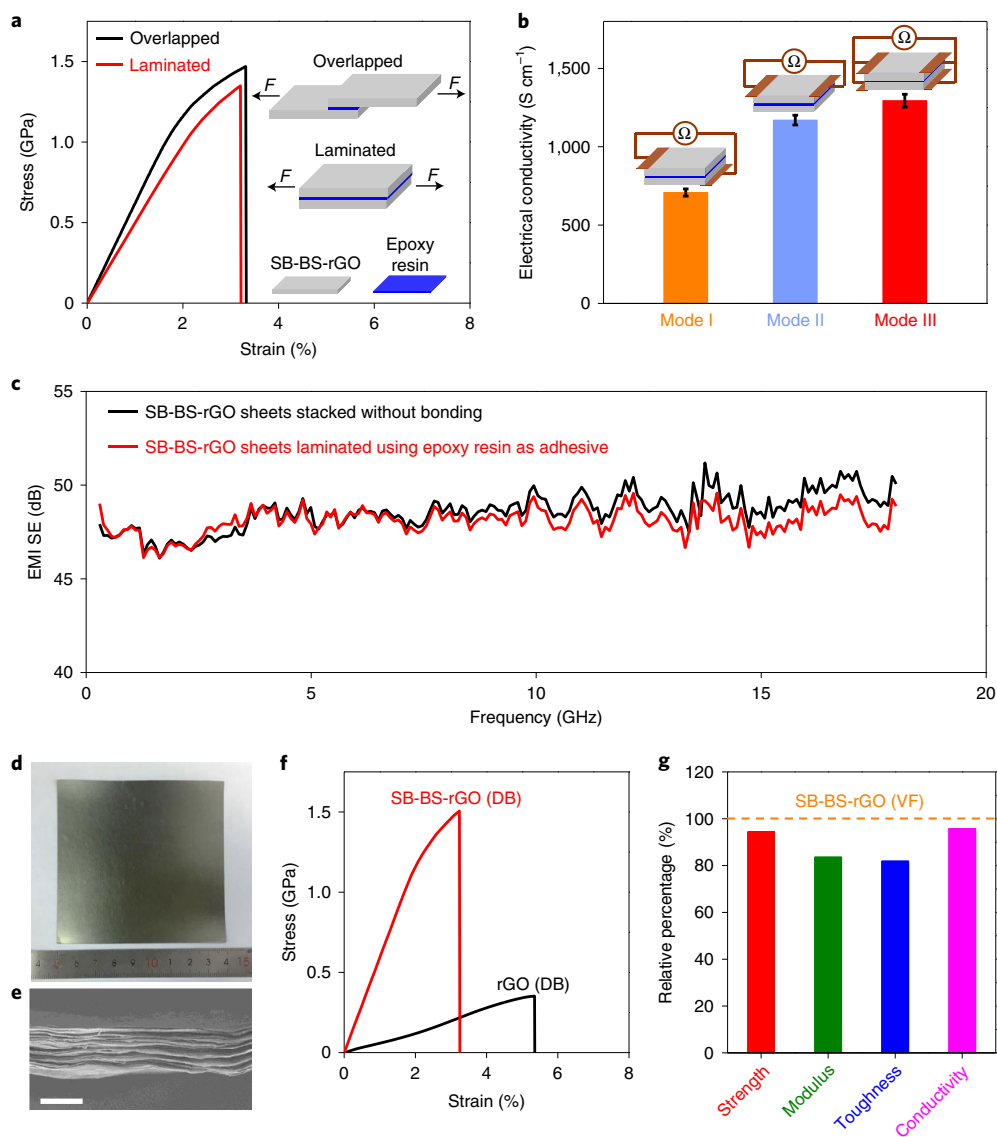 a
Overlapped
Laminated
Stress (GPa)
1.5
1.0
0.5
0
0 2 4 6 8
Strain (%)
Overlapped
F F
Laminated
F F
SB-BS-rGO
Epoxy
resin
b
Electrical conductivity (S cm⁻¹)
1,500
1,000
500
0
Ω
Ω
Ω
Mode I Mode II Mode III
c
SB-BS-rGO sheets stacked without bonding
SB-BS-rGO sheets laminated using epoxy resin as adhesive
EMI SE (dB)
55
50
45
40
0 5 10 15 20
Frequency (GHz)
d
e
f
Stress (GPa)
1.5
1.0
0.5
0
SB-BS-rGO (DB)
rGO (DB)
0 2 4 6 8
Strain (%)
g
Relative percentage (%)
120
100
80
60
40
20
0
SB-BS-rGO (VF)
Strength
Modulus
Toughness
Conductivity